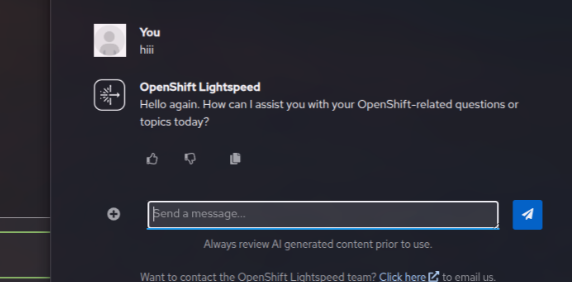 You
hiii
OpenShift Lightspeed
Hello again. How can I assist you with your OpenShift-related questions or
topics today?
Send a message...
Always review AI generated content prior to use.
Want to contact the OpenShift Lightspeed team? Click here to email us.